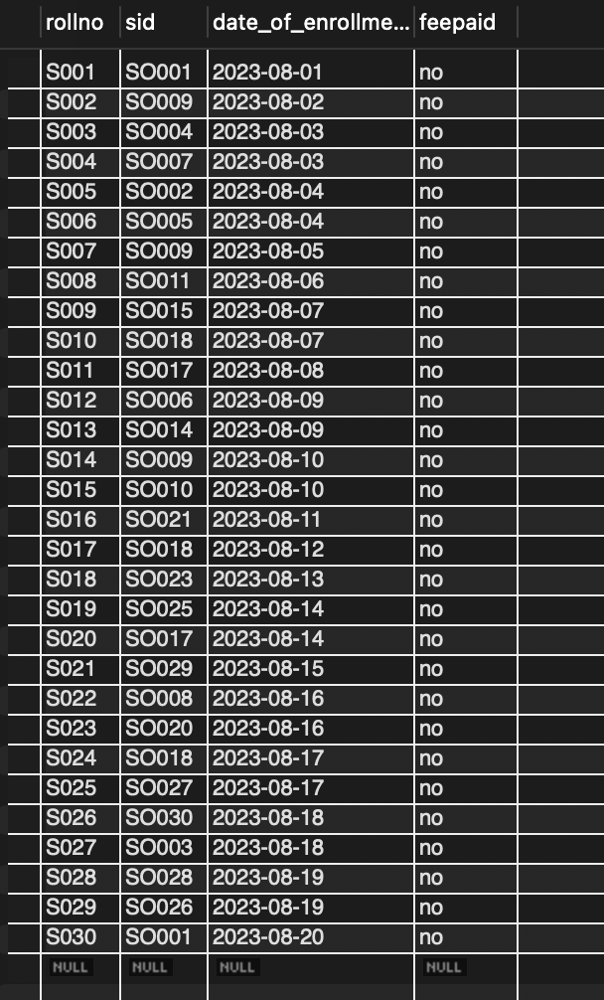 rollno sid date_of_enrollme... feepaid
S001 SO001 2023-08-01 no
S002 SO009 2023-08-02 no
S003 SO004 2023-08-03 no
S004 SO007 2023-08-03 no
S005 SO002 2023-08-04 no
S006 SO005 2023-08-04 no
S007 SO009 2023-08-05 no
S008 SO011 2023-08-06 no
S009 SO015 2023-08-07 no
S010 SO018 2023-08-07 no
S011 SO017 2023-08-08 no
S012 SO006 2023-08-09 no
S013 SO014 2023-08-09 no
S014 SO009 2023-08-10 no
S015 SO010 2023-08-10 no
S016 SO021 2023-08-11 no
S017 SO018 2023-08-12 no
S018 SO023 2023-08-13 no
S019 SO025 2023-08-14 no
S020 SO017 2023-08-14 no
S021 SO029 2023-08-15 no
S022 SO008 2023-08-16 no
S023 SO020 2023-08-16 no
S024 SO018 2023-08-17 no
S025 SO027 2023-08-17 no
S026 SO030 2023-08-18 no
S027 SO003 2023-08-18 no
S028 SO028 2023-08-19 no
S029 SO026 2023-08-19 no
S030 SO001 2023-08-20 no
NULL NULL NULL NULL